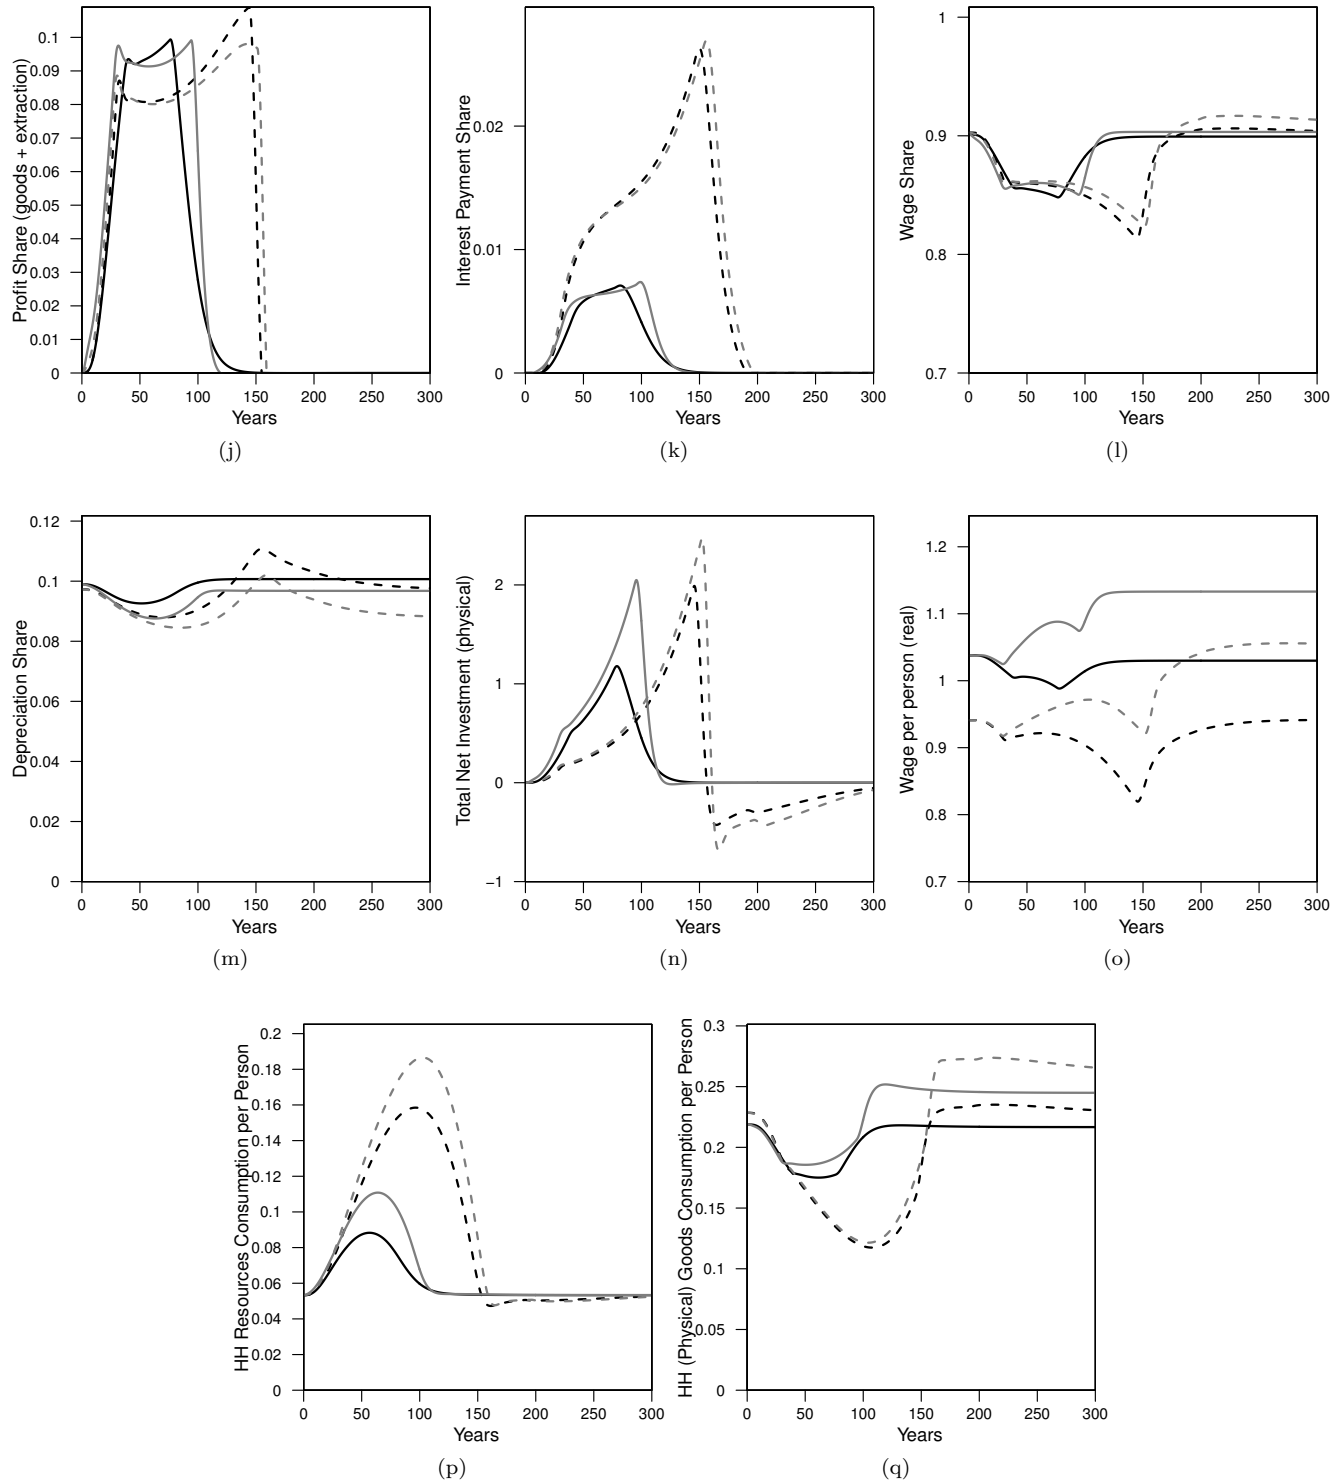 Profit Share (goods + extraction)
0.1
0.09
0.08
0.07
0.06
0.05
0.04
0.03
0.02
0.01
0
0 50 100 150 200 250 300
Years
(j)
Interest Payment Share
0.02
0.01
0
0 50 100 150 200 250 300
Years
(k)
Wage Share
1
0.9
0.8
0.7
0 50 100 150 200 250 300
Years
(l)
Depreciation Share
0.12
0.1
0.08
0.06
0.04
0.02
0
0 50 100 150 200 250 300
Years
(m)
Total Net Investment (physical)
2
1
0
−1
0 50 100 150 200 250 300
Years
(n)
Wage per person (real)
1.2
1.1
1
0.9
0.8
0.7
0 50 100 150 200 250 300
Years
(o)
HH Resources Consumption per Person
0.2
0.18
0.16
0.14
0.12
0.1
0.08
0.06
0.04
0.02
0
0 50 100 150 200 250 300
Years
(p)
HH (Physical) Goods Consumption per Person
0.3
0.25
0.2
0.15
0.1
0.05
0
0 50 100 150 200 250 300
Years
(q)